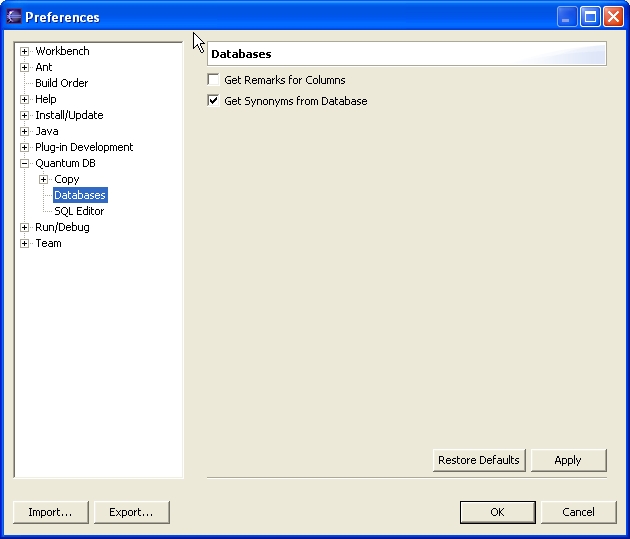 Preferences
Workbench
Ant
Build Order
Help
Install/Update
Java
Plug-in Development
Quantum DB
Copy
Databases
SQL Editor
Run/Debug
Team
Databases
Get Remarks for Columns
Get Synonyms from Database
Restore Defaults
Apply
Import...
Export...
OK
Cancel